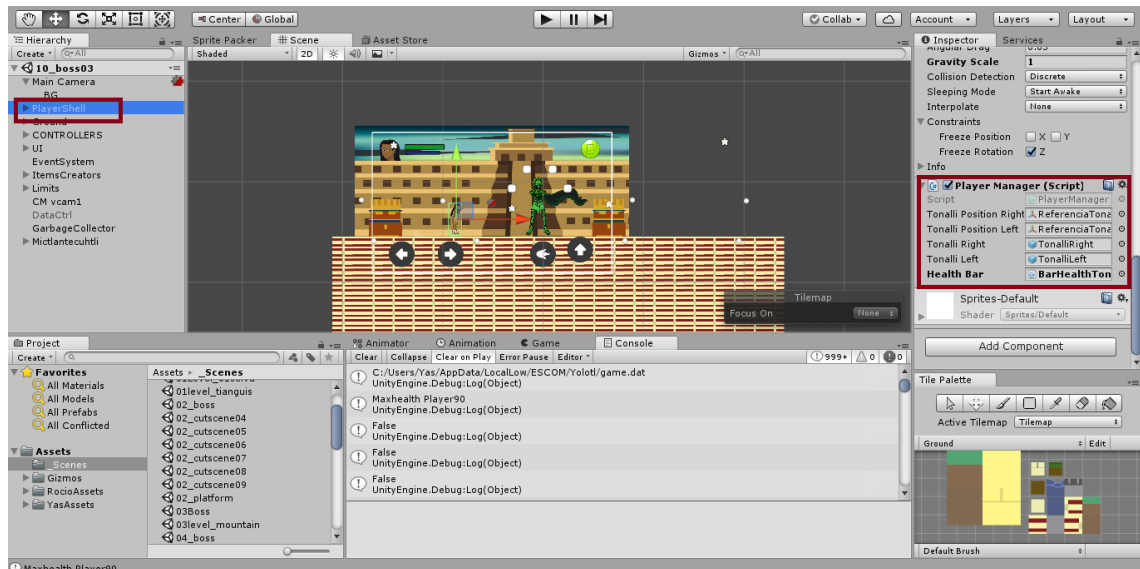 Center Global Collab Account Layers Layout
Hierarchy
Create All
10_boss03
Main Camera
BG
PlayerShell
Ground
CONTROLLERS
UI
EventSystem
ItemsCreators
Limits
CM vcam1
DataCtrl
GarbageCollector
Mictlantecuhtli
Sprite Packer Scene Asset Store
Shaded 2D Gizmos All
Tilemap
Focus On None
Inspector Services
Angular Drag 0.05
Gravity Scale 1
Collision Detection Discrete
Sleeping Mode Start Awake
Interpolate None
Constraints
Freeze Position X Y
Freeze Rotation Z
Info
Player Manager (Script)
Script PlayerManager
Tonalli Position Right ReferenciaTona
Tonalli Position Left ReferenciaTona
Tonalli Right TonalliRight
Tonalli Left TonalliLeft
Health Bar BarHealthTon
Sprites-Default
Shader Sprites/Default
Add Component
Project
Create
Favorites
All Materials
All Models
All Prefabs
All Conflicted
Assets
_Scenes
Gizmos
RocioAssets
YasAssets
Assets _Scenes
01level_tianguis
02_boss
02_cutscene04
02_cutscene05
02_cutscene06
02_cutscene07
02_cutscene08
02_cutscene09
02_platform
03Boss
03level_mountain
04_boss
Animator Animation Game Console
Clear Collapse Clear on Play Error Pause Editor 999+ 0 0
C:/Users/Yas/AppData/LocalLow/ESCOM/Yolotl/game.dat
UnityEngine.Debug:Log(Object)
Maxhealth Player90
UnityEngine.Debug:Log(Object)
False
UnityEngine.Debug:Log(Object)
False
UnityEngine.Debug:Log(Object)
False
UnityEngine.Debug:Log(Object)
Tile Palette
Active Tilemap Tilemap
Ground Edit
Default Brush
Maxhealth Player90